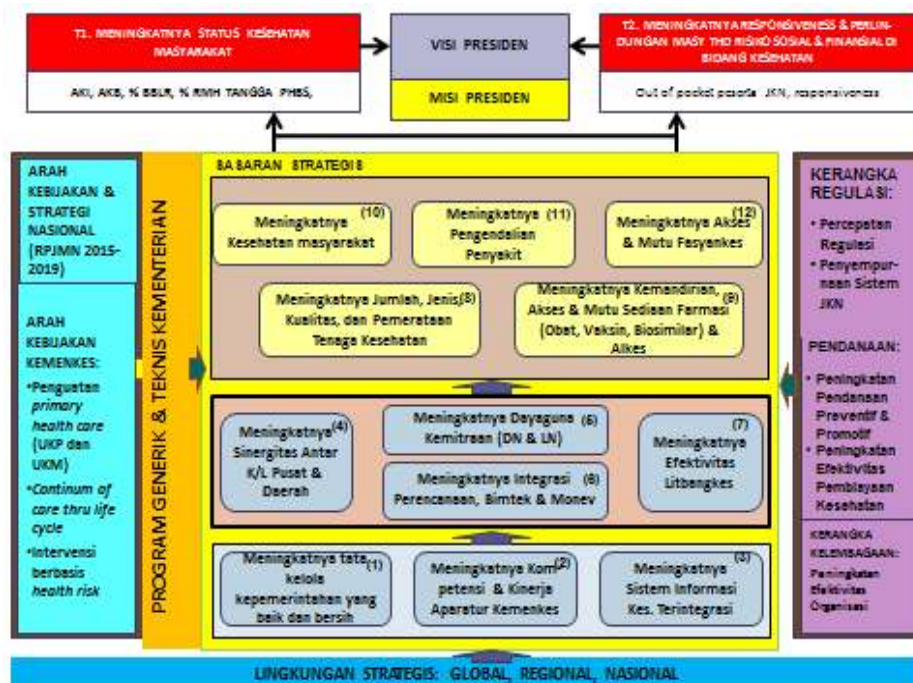 T1. MENINGKATNYA STATUS KESEHATAN
MASYARAKAT
AKI, AKB, % BBLR, % RMH TANGGA PHBS,
VISI PRESIDEN
MISI PRESIDEN
T2. MENINGKATNYA RESPONSIVENESS & PERLIN-
DUNGAN MASY THD RISIKO SOSIAL & FINANSIAL DI
BIDANG KESEHATAN
Out of pocket peserta JKN, responsiveness
ARAH
KEBIJAKAN &
STRATEGI
NASIONAL
(RPJMN 2015-
2019)
ARAH
KEBIJAKAN
KEMENKES:
•Penguatan
primary
health care
(UKP dan
UKM)
•Continum of
care thru life
cycle
•Intervensi
berbasis
health risk
PROGRAM GENERIK & TEKNIS KEMENTERIAN
SASARAN STRATEGIS
Meningkatnya (10)
Kesehatan masyarakat
Meningkatnya (11)
Pengendalian
Penyakit
Meningkatnya Akses (12)
& Mutu Fasyankes
Meningkatnya Jumlah, Jenis, (8)
Kualitas, dan Pemerataan
Tenaga Kesehatan
Meningkatnya Kemandirian, (9)
Akses & Mutu Sediaan Farmasi
(Obat, Vaksin, Biosimilar) &
Alkes
Meningkatnya (4)
Sinergitas Antar
K/L Pusat &
Daerah
Meningkatnya Dayaguna
Kemitraan (DN & LN)
Meningkatnya Integrasi
Perencanaan, Bimtek & Monev
(7)
Meningkatnya
Efektivitas
Litbangkes
Meningkatnya tata (1)
kelola
kepemerintahan yang
baik dan bersih
Meningkatnya Kom (2)
petensi & Kinerja
Aparatur Kemenkes
(3)
Meningkatnya
Sistem Informasi
Kes. Terintegrasi
KERANGKA
REGULASI:
• Percepatan
Regulasi
• Penyempur-
naan Sistem
JKN
PENDANAAN:
• Peningkatan
Pendanaan
Preventif &
Promotif
• Peningkatan
Efektivitas
Pembiayaan
Kesehatan
KERANGKA
KELEMBAGAAN:
Peningkatan
Efektivitas
Organisasi
LINGKUNGAN STRATEGIS: GLOBAL, REGIONAL, NASIONAL